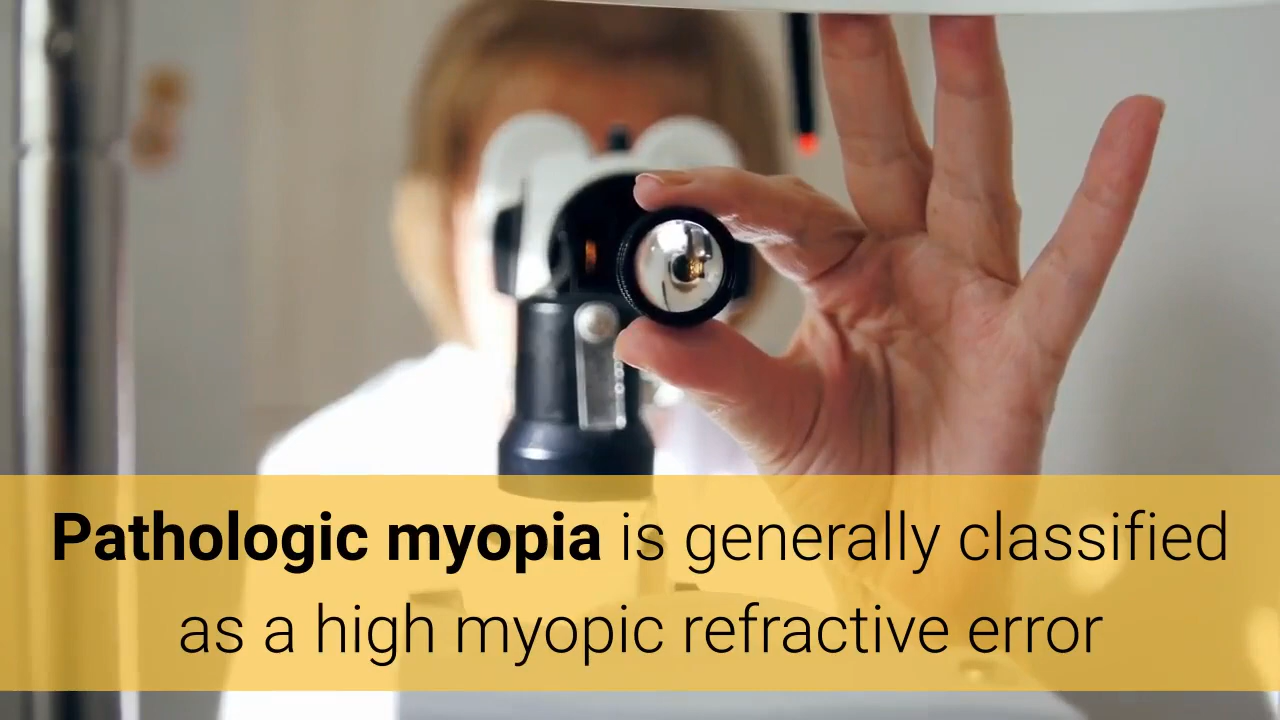 Pathologic myopia is generally classified
as a high myopic refractive error